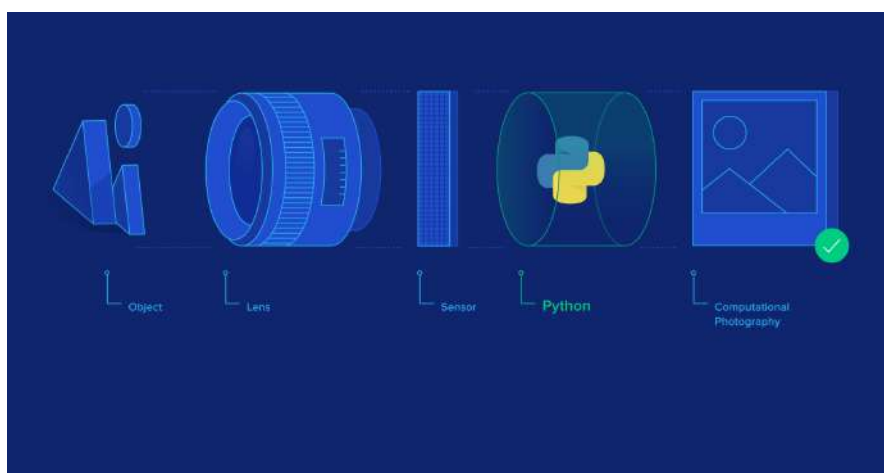 Object
Lens
Sensor
Python
Computational
Photography